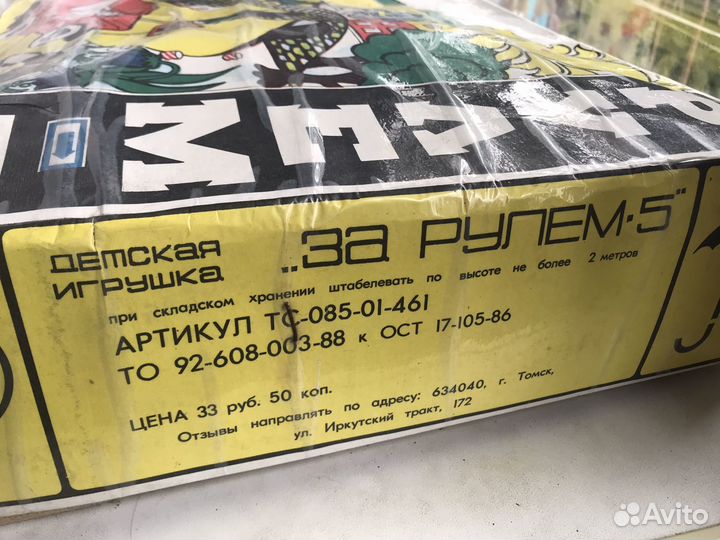 ДЕТСКАЯ
ИГРУШКА
„ЗА РУЛЕМ·5"
при складском хранении штабелевать по высоте не более 2 метров
АРТИКУЛ ТС-085-01-461
ТО 92-608-003-88 к ОСТ 17-105-86
ЦЕНА 33 руб. 50 коп.
Отзывы направлять по адресу: 634040, г. Томск,
ул. Иркутский тракт, 172
Avito